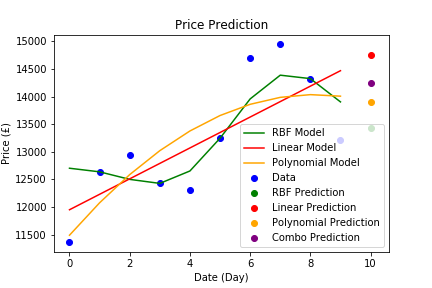 Price Prediction
15000
14500
14000
13500
13000
12500
12000
11500
Price (£)
0
2
4
6
8
10
Date (Day)
RBF Model
Linear Model
Polynomial Model
Data
RBF Prediction
Linear Prediction
Polynomial Prediction
Combo Prediction